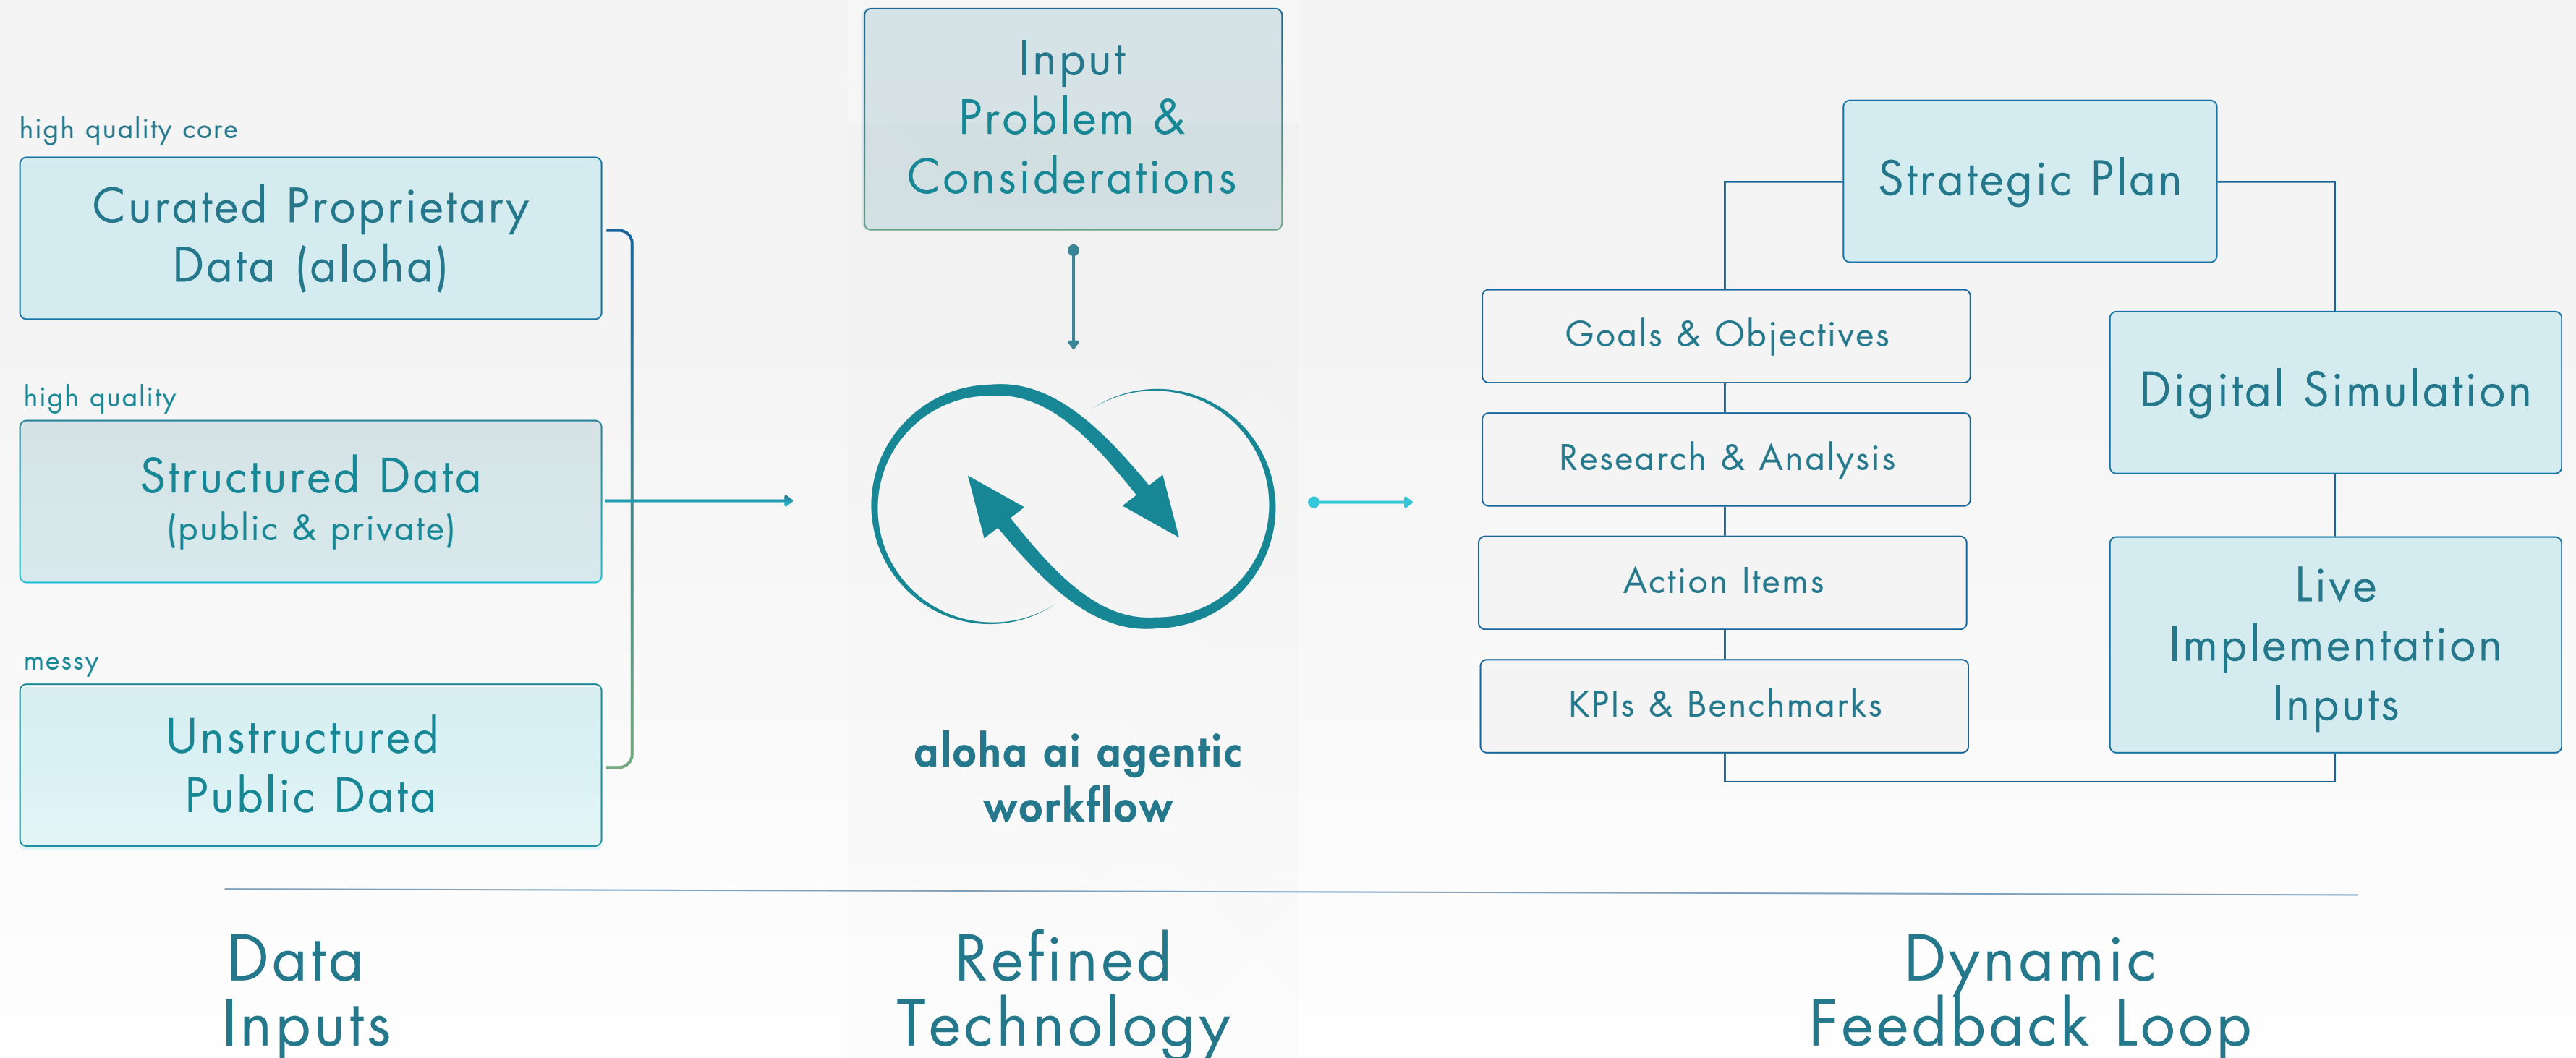 high quality core
Curated Proprietary
Data (aloha)
high quality
Structured Data
(public & private)
messy
Unstructured
Public Data
Input
Problem &
Considerations
aloha ai agentic
workflow
Strategic Plan
Goals & Objectives
Research & Analysis
Action Items
KPIs & Benchmarks
Digital Simulation
Live
Implementation
Inputs
Data
Inputs
Refined
Technology
Dynamic
Feedback Loop